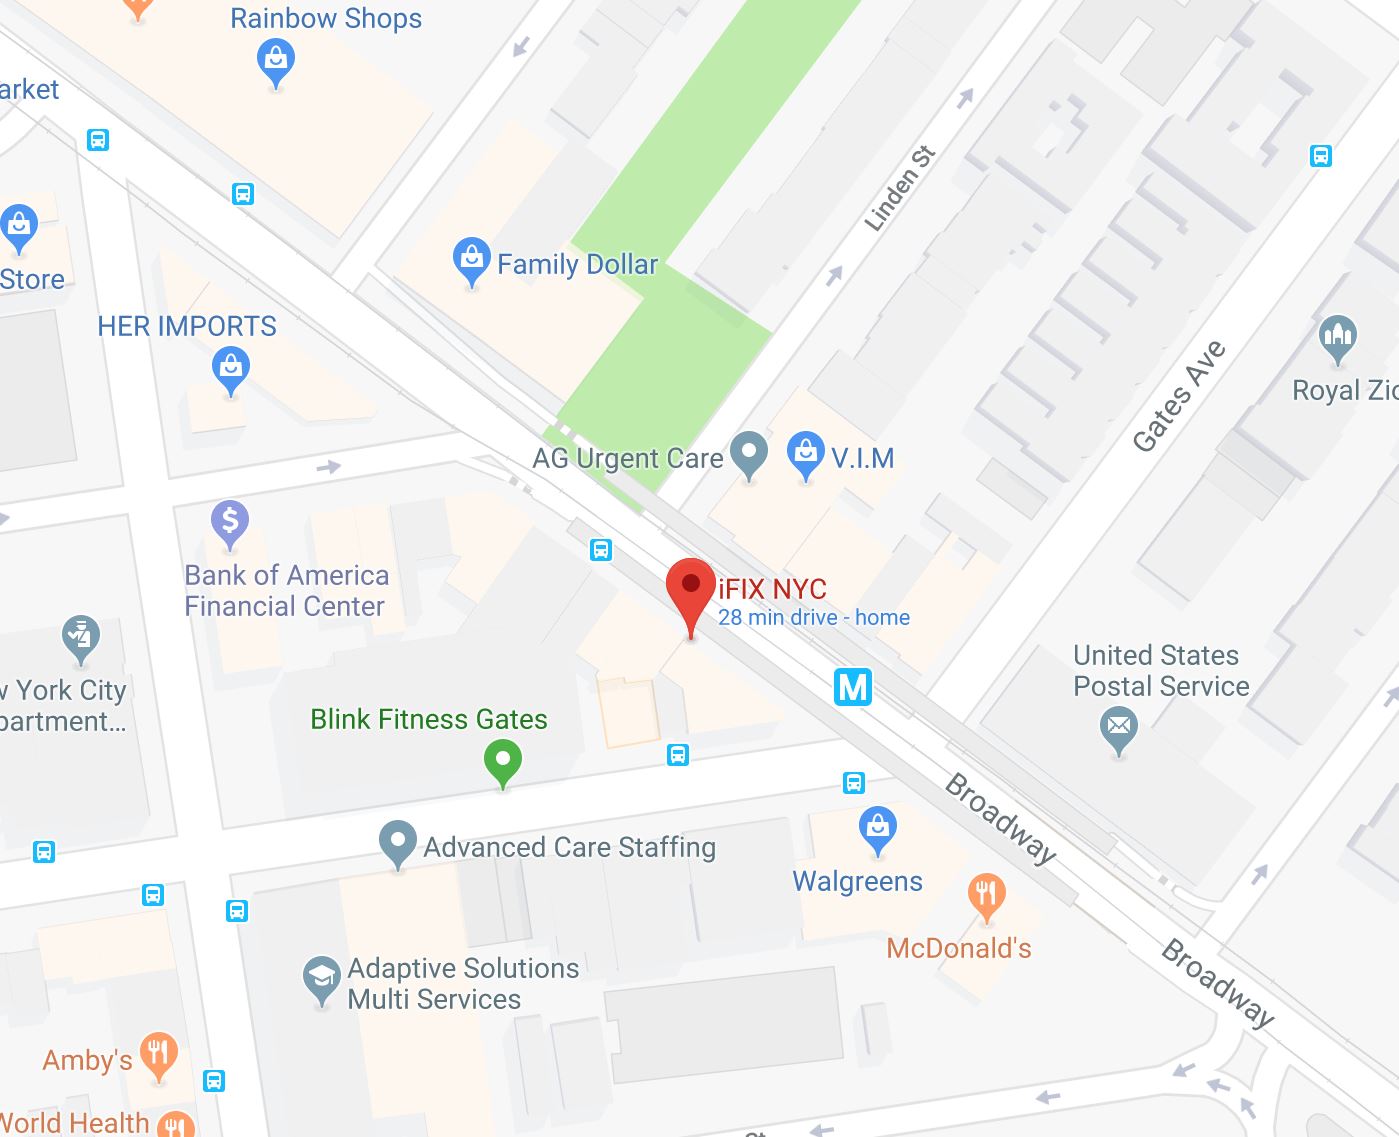 Rainbow Shops
arket
Linden St
Family Dollar
Store
HER IMPORTS
Gates Ave
Royal Zio
AG Urgent Care
V.I.M
$
Bank of America
Financial Center
iFIX NYC
28 min drive - home
M
United States
Postal Service
w York City
partment...
Blink Fitness Gates
Broadway
Advanced Care Staffing
Walgreens
McDonald's
Broadway
Adaptive Solutions
Multi Services
Amby's
World Health
St